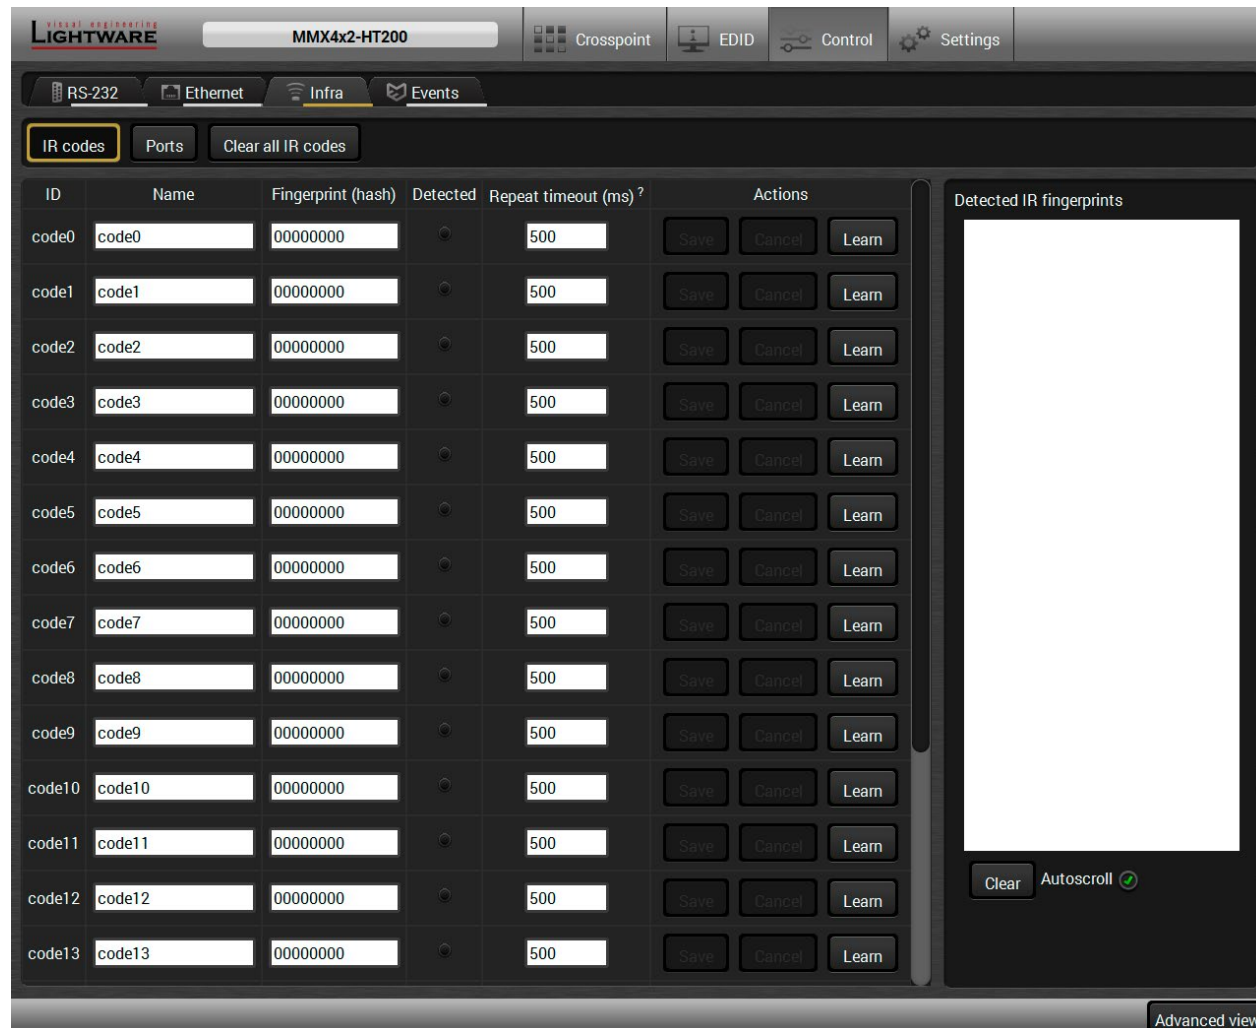 visual engineering
LIGHTWARE
MMX4x2-HT200
Crosspoint
EDID
Control
Settings
RS-232
Ethernet
Infra
Events
IR codes
Ports
Clear all IR codes
ID Name Fingerprint (hash) Detected Repeat timeout (ms) ? Actions
code0 code0 00000000 500 Save Cancel Learn
code1 code1 00000000 500 Save Cancel Learn
code2 code2 00000000 500 Save Cancel Learn
code3 code3 00000000 500 Save Cancel Learn
code4 code4 00000000 500 Save Cancel Learn
code5 code5 00000000 500 Save Cancel Learn
code6 code6 00000000 500 Save Cancel Learn
code7 code7 00000000 500 Save Cancel Learn
code8 code8 00000000 500 Save Cancel Learn
code9 code9 00000000 500 Save Cancel Learn
code10 code10 00000000 500 Save Cancel Learn
code11 code11 00000000 500 Save Cancel Learn
code12 code12 00000000 500 Save Cancel Learn
code13 code13 00000000 500 Save Cancel Learn
Detected IR fingerprints
Clear
Autoscroll
Advanced view